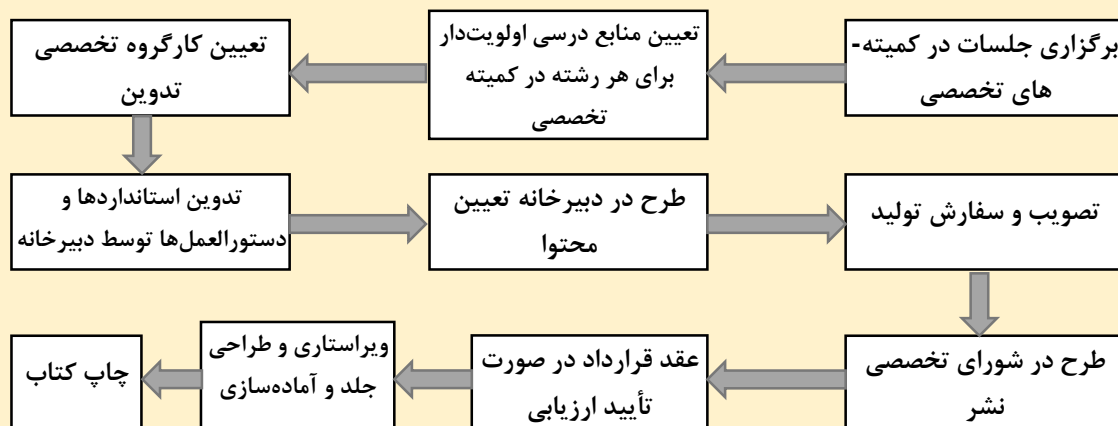 برگزاری جلسات در کمیته-
های تخصصی
تعیین منابع درسی اولویت‌دار
برای هر رشته در کمیته
تخصصی
تعیین کارگروه تخصصی
تدوین
تدوین استانداردها و
دستورالعمل‌ها توسط دبیرخانه
طرح در دبیرخانه تعیین
محتوا
تصویب و سفارش تولید
طرح در شورای تخصصی
نشر
عقد قرارداد در صورت
تأیید ارزیابی
ویراستاری و طراحی
جلد و آماده‌سازی
چاپ کتاب